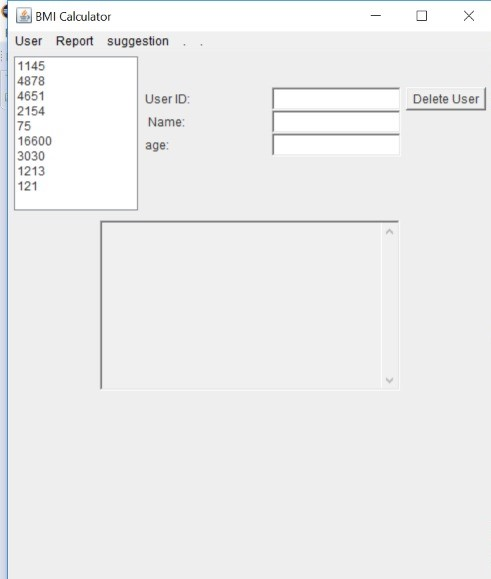 BMI Calculator
User Report suggestion . .
1145
4878
4651
2154
75
16600
3030
1213
121
User ID:
Delete User
Name:
age: